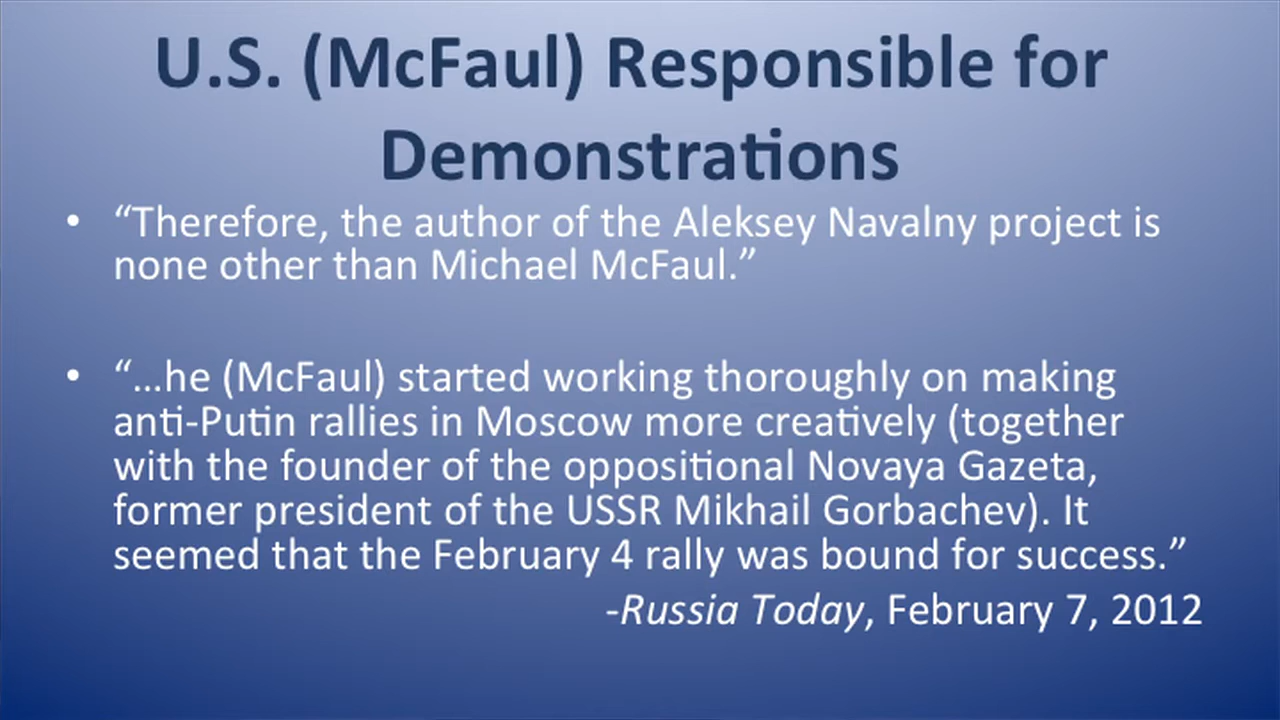 U.S. (McFaul) Responsible for
Demonstrations
• “Therefore, the author of the Aleksey Navalny project is
none other than Michael McFaul.”
• “...he (McFaul) started working thoroughly on making
anti-Putin rallies in Moscow more creatively (together
with the founder of the oppositional Novaya Gazeta,
former president of the USSR Mikhail Gorbachev). It
seemed that the February 4 rally was bound for success.”
-Russia Today, February 7, 2012